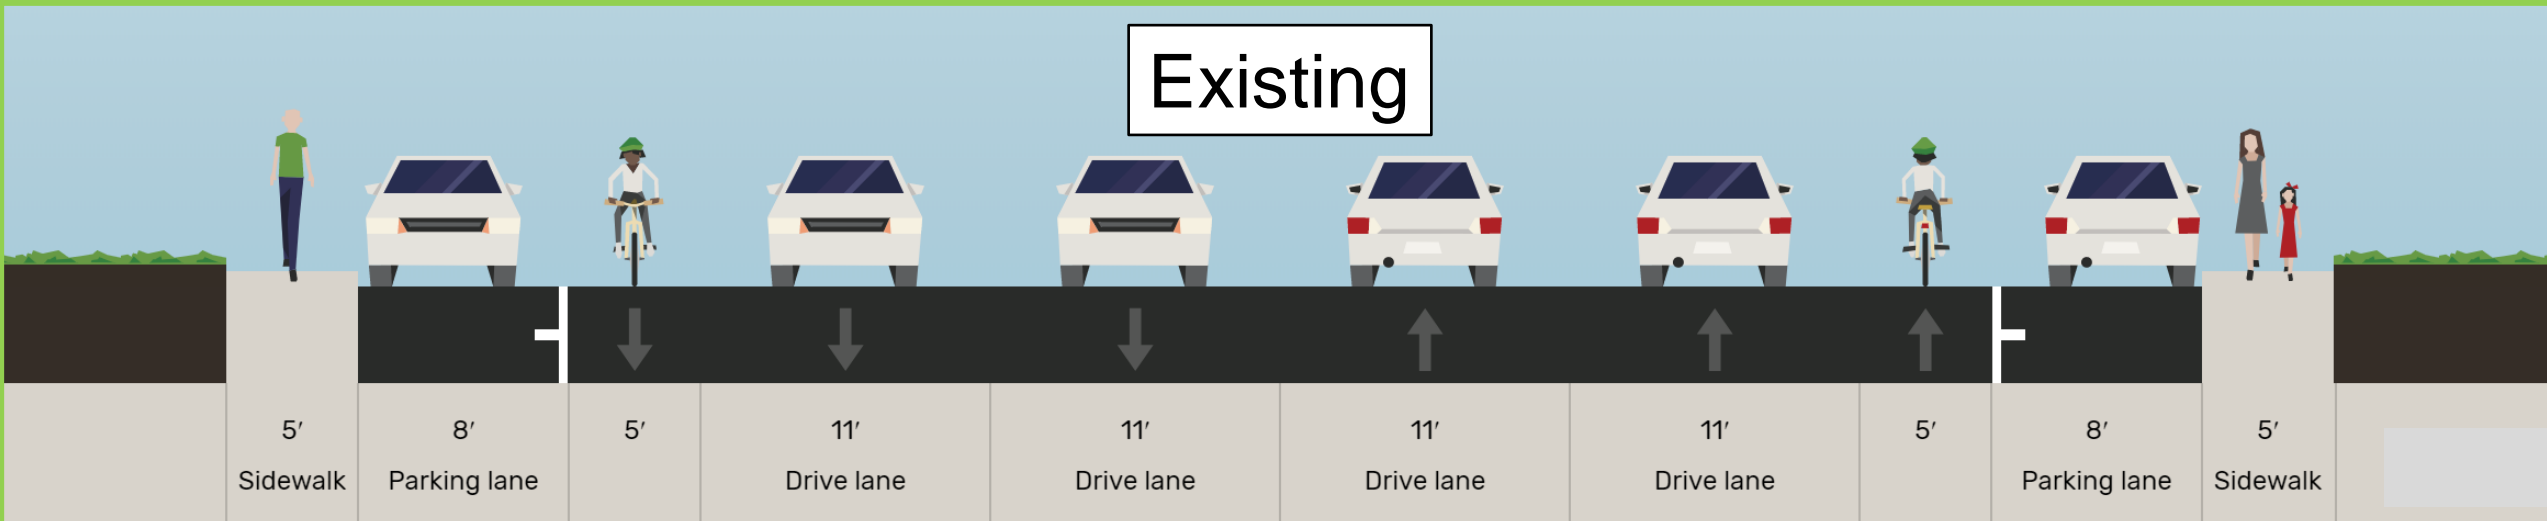 Existing
5′ 8′ 5′ 11′ 11′ 11′ 11′ 5′ 8′ 5′
Sidewalk Parking lane Drive lane Drive lane Drive lane Drive lane Parking lane Sidewalk